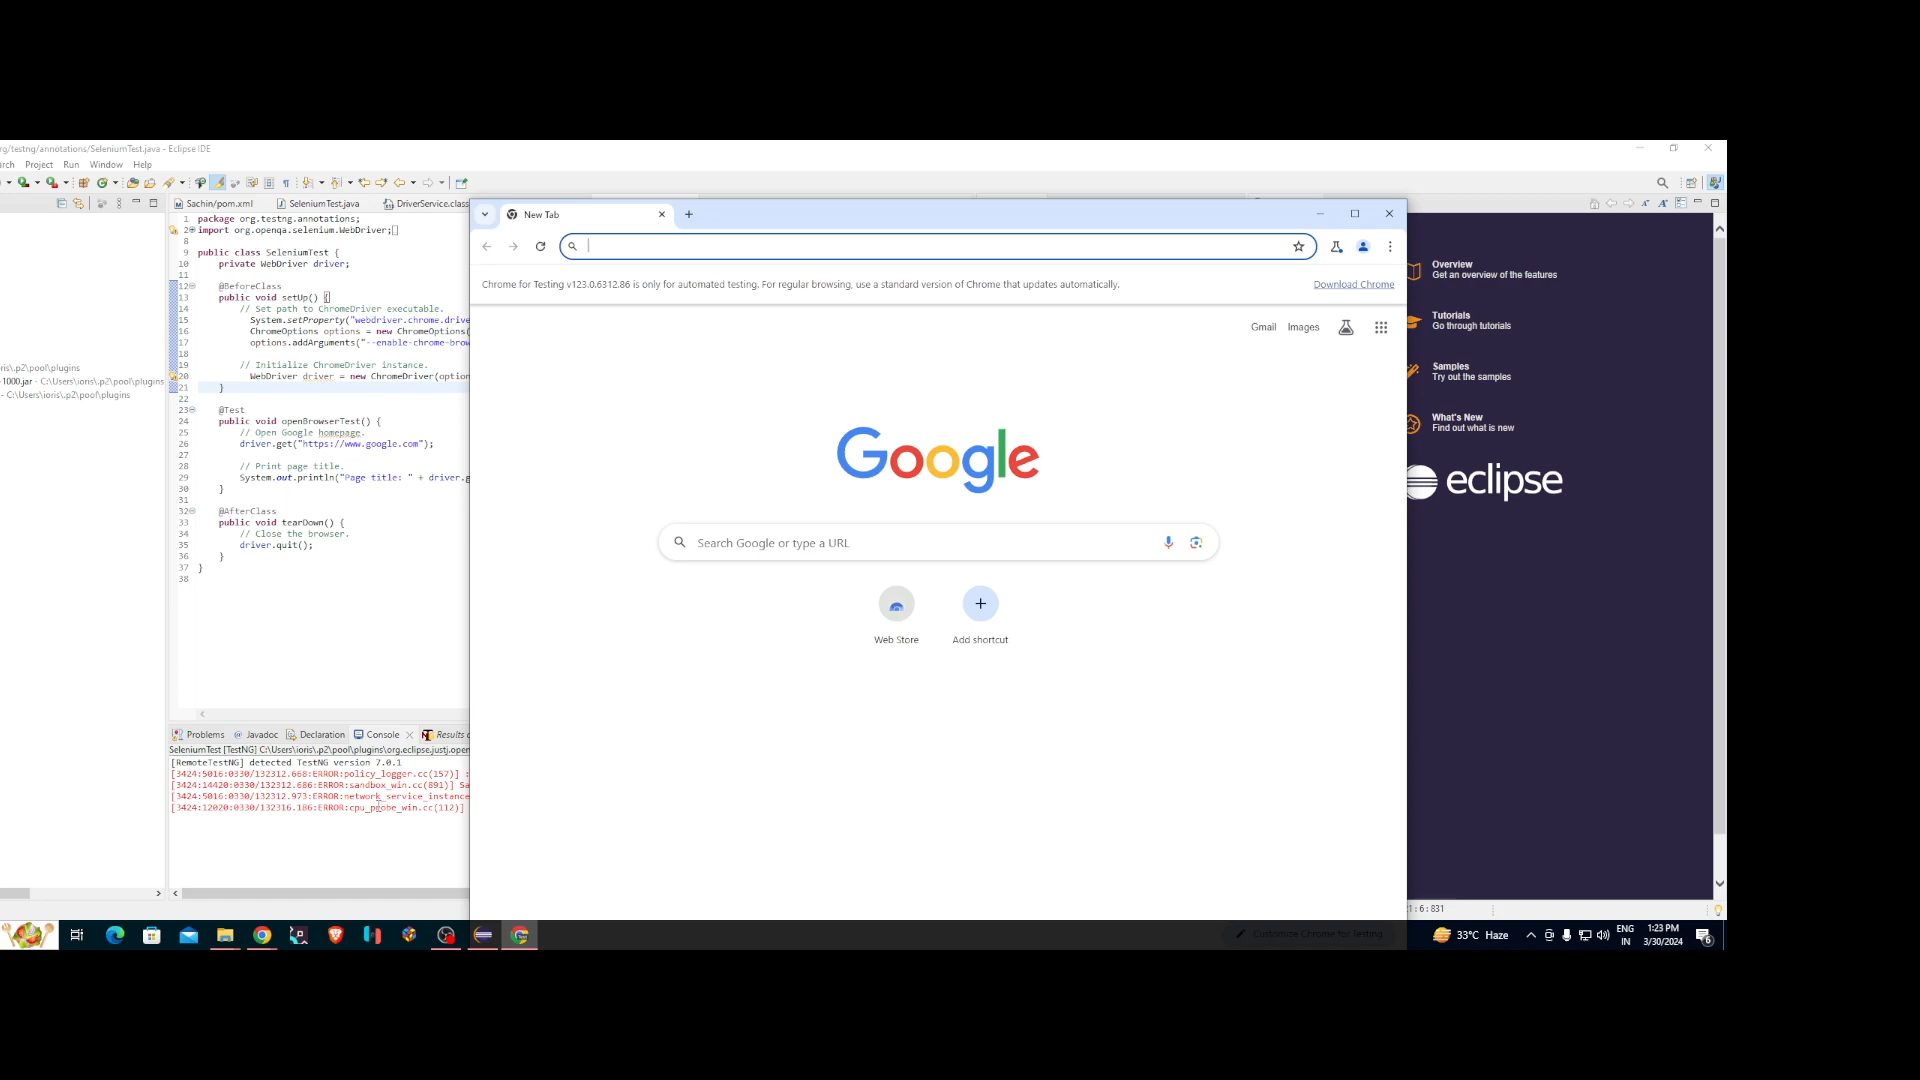 rg/testng/annotations/SeleniumTest.java - Eclipse IDE
arch Project Run Window Help
Sachin/pom.xml SeleniumTest.java DriverService.class
1 package org.testng.annotations;
2 import org.openqa.selenium.WebDriver;
8
9 public class SeleniumTest {
10 private WebDriver driver;
11
12 @BeforeClass
13 public void setUp() {
14 // Set path to ChromeDriver executable.
15 System.setProperty("webdriver.chrome.drive
16 ChromeOptions options = new ChromeOptions(
17 options.addArguments("--enable-chrome-brow
18
19 // Initialize ChromeDriver instance.
20 WebDriver driver = new ChromeDriver(option
21 }
22
23 @Test
24 public void openBrowserTest() {
25 // Open Google homepage.
26 driver.get("https://www.google.com");
27
28 // Print page title.
29 System.out.println("Page title: " + driver.g
30 }
31
32 @AfterClass
33 public void tearDown() {
34 // Close the browser.
35 driver.quit();
36 }
37 }
38
ris\.p2\pool\plugins
1000.jar - C:\Users\ioris\.p2\pool\plugins
- C:\Users\ioris\.p2\pool\plugins
Problems Javadoc Declaration Console Results o
SeleniumTest [TestNG] C:\Users\ioris\.p2\pool\plugins\org.eclipse.justj.open
[RemoteTestNG] detected TestNG version 7.0.1
[3424:5016:0330/132312.668:ERROR:policy_logger.cc(157)] :
[3424:14420:0330/132312.686:ERROR:sandbox_win.cc(891)] Sa
[3424:5016:0330/132312.973:ERROR:network_service_instance
[3424:12020:0330/132316.186:ERROR:cpu_probe_win.cc(112)]
New Tab
Chrome for Testing v123.0.6312.86 is only for automated testing. For regular browsing, use a standard version of Chrome that updates automatically.
Download Chrome
Gmail Images
Google
Search Google or type a URL
Web Store Add shortcut
Customize Chrome for Testing
Overview
Get an overview of the features
Tutorials
Go through tutorials
Samples
Try out the samples
What's New
Find out what is new
eclipse
1 : 6 : 831
33°C Haze
ENG
IN
1:23 PM
3/30/2024
6